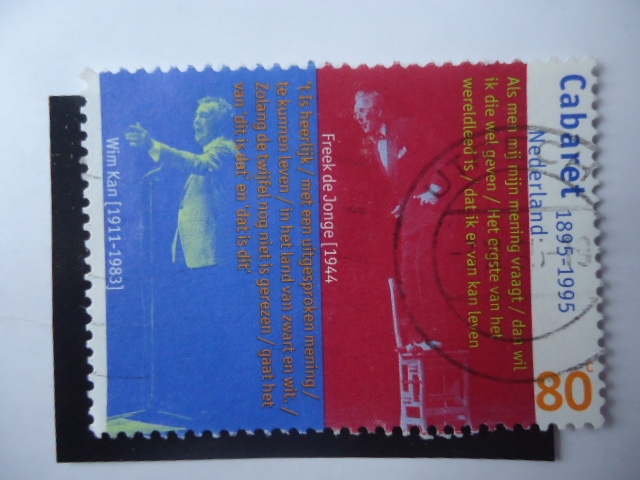 Cabaret 1895-1995
Nederland
80
c
Als men mij mijn mening vraagt / dan wil
ik die wel geven / Het ergste van het
wereldleed is / dat ik er van kan leven
Freek de Jonge [1944
't Is heerlijk / met een uitgesproken mening /
te kunnen leven / in het land van zwart en wit. /
Zolang de twijfel nog niet is gerezen / gaat het
van 'dit is dat' en 'dat is dit'
Wim Kan [1911-1983]